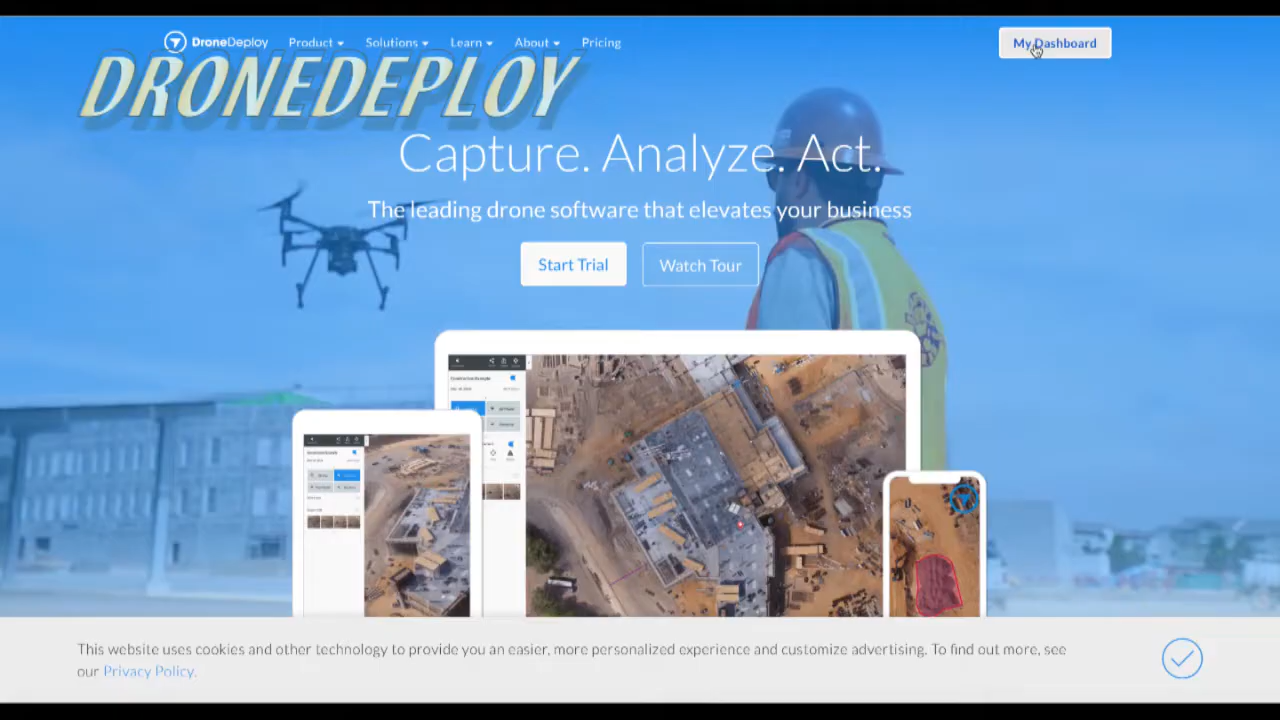 DroneDeploy Product Solutions Learn About Pricing My Dashboard
DRONEDEPLOY
Capture. Analyze. Act.
The leading drone software that elevates your business
Start Trial Watch Tour
This website uses cookies and other technology to provide you an easier, more personalized experience and customize advertising. To find out more, see
our Privacy Policy.